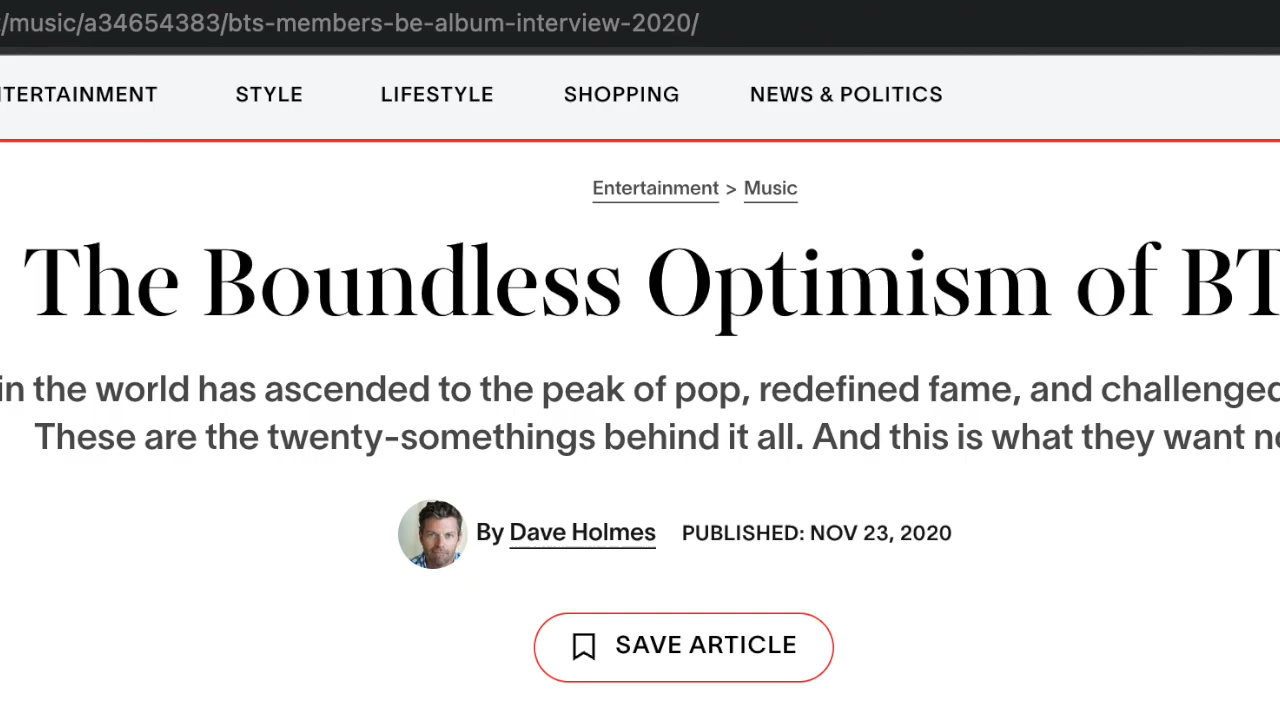 /music/a34654383/bts-members-be-album-interview-2020/
NTERTAINMENT STYLE LIFESTYLE SHOPPING NEWS & POLITICS
Entertainment > Music
The Boundless Optimism of BT
in the world has ascended to the peak of pop, redefined fame, and challenged
These are the twenty-somethings behind it all. And this is what they want ne
By Dave Holmes PUBLISHED: NOV 23, 2020
SAVE ARTICLE